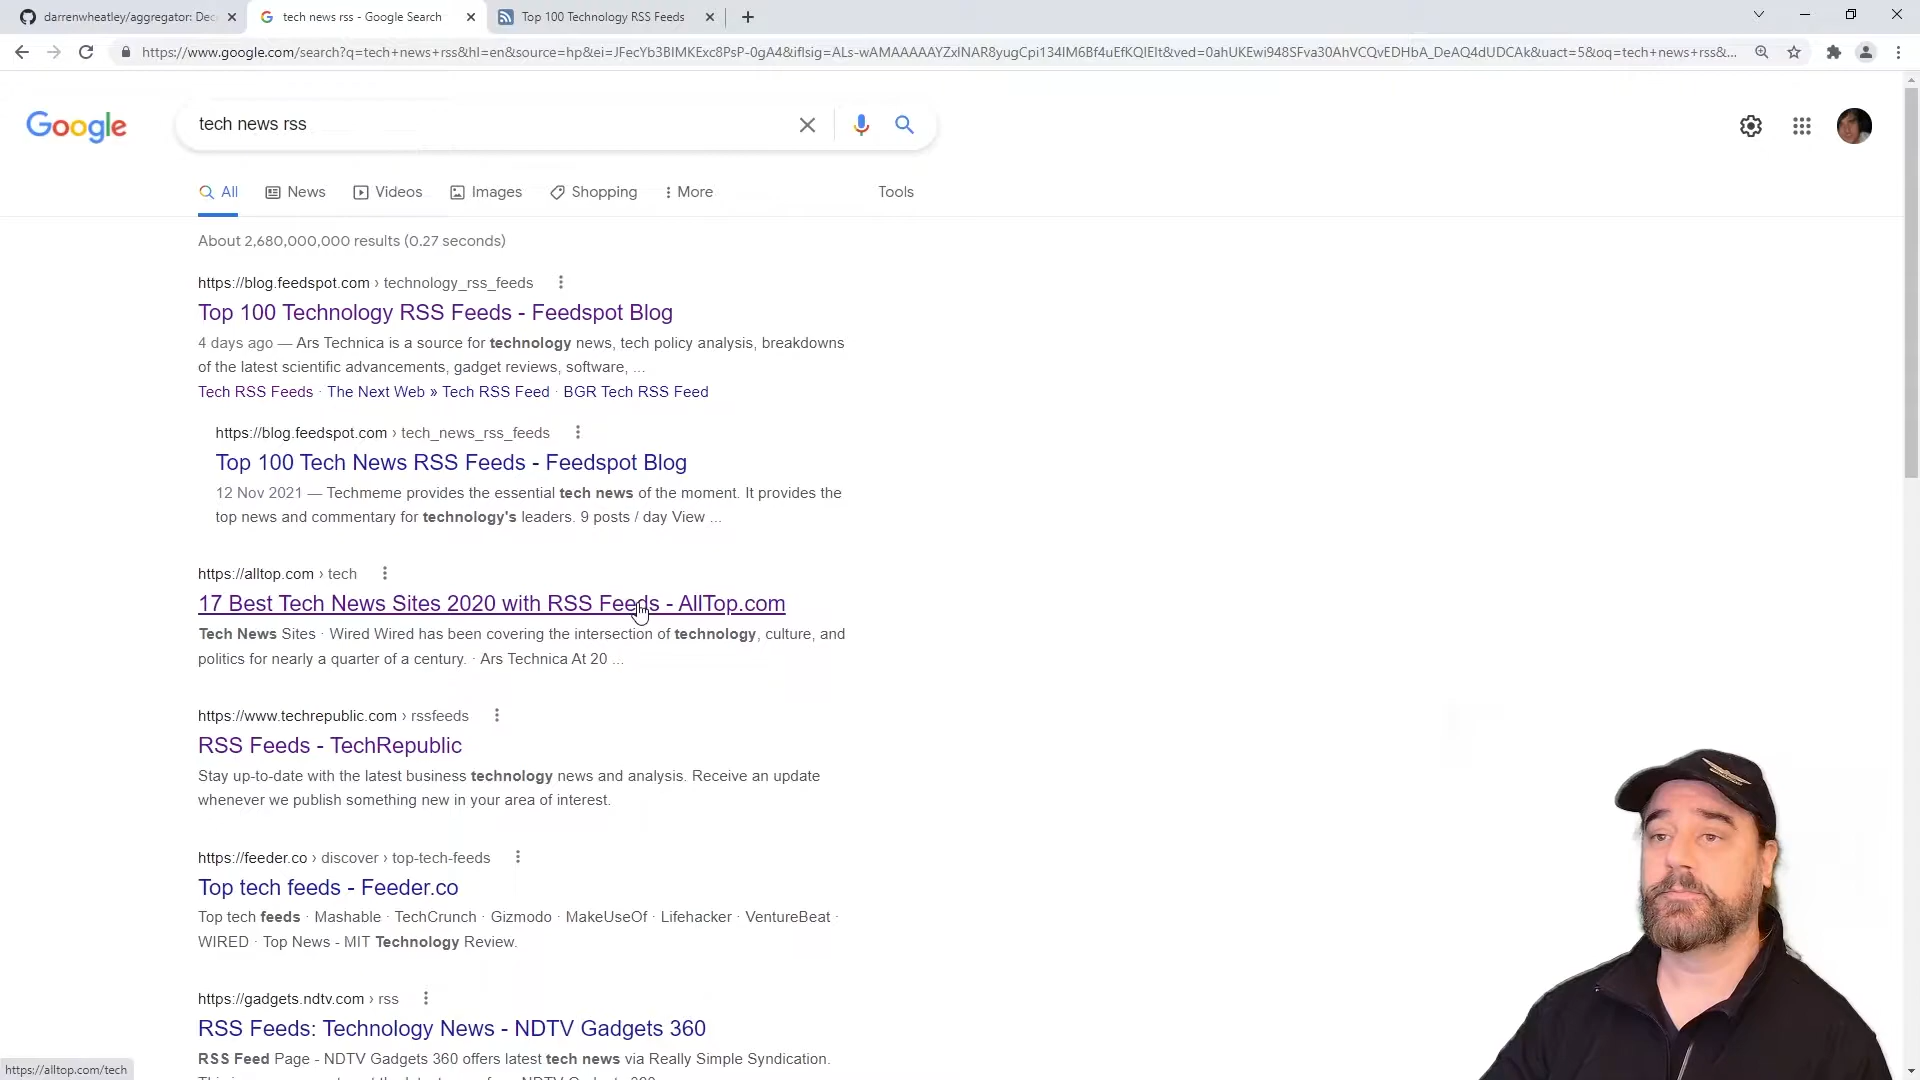 darrenwheatley/aggregator: Dec
tech news rss - Google Search
Top 100 Technology RSS Feeds
https://www.google.com/search?q=tech+news+rss&hl=en&source=hp&ei=JFecYb3BIMKExc8PsP-0gA4&iflsig=ALs-wAMAAAAAYZxlNAR8yugCpi134IM6Bf4uEfKQIEIt&ved=0ahUKEwi948SFva30AhVCQvEDHbA_DeAQ4dUDCAk&uact=5&oq=tech+news+rss&...
Google
tech news rss
All
News
Videos
Images
Shopping
More
Tools
About 2,680,000,000 results (0.27 seconds)
https://blog.feedspot.com › technology_rss_feeds
Top 100 Technology RSS Feeds - Feedspot Blog
4 days ago — Ars Technica is a source for technology news, tech policy analysis, breakdowns
of the latest scientific advancements, gadget reviews, software, ...
Tech RSS Feeds · The Next Web » Tech RSS Feed · BGR Tech RSS Feed
https://blog.feedspot.com › tech_news_rss_feeds
Top 100 Tech News RSS Feeds - Feedspot Blog
12 Nov 2021 — Techmeme provides the essential tech news of the moment. It provides the
top news and commentary for technology's leaders. 9 posts / day View ...
https://alltop.com › tech
17 Best Tech News Sites 2020 with RSS Feeds - AllTop.com
Tech News Sites · Wired Wired has been covering the intersection of technology, culture, and
politics for nearly a quarter of a century. · Ars Technica At 20 ...
https://www.techrepublic.com › rssfeeds
RSS Feeds - TechRepublic
Stay up-to-date with the latest business technology news and analysis. Receive an update
whenever we publish something new in your area of interest.
https://feeder.co › discover › top-tech-feeds
Top tech feeds - Feeder.co
Top tech feeds · Mashable · TechCrunch · Gizmodo · MakeUseOf · Lifehacker · VentureBeat ·
WIRED · Top News - MIT Technology Review.
https://gadgets.ndtv.com › rss
RSS Feeds: Technology News - NDTV Gadgets 360
RSS Feed Page - NDTV Gadgets 360 offers latest tech news via Really Simple Syndication.
https://alltop.com/tech